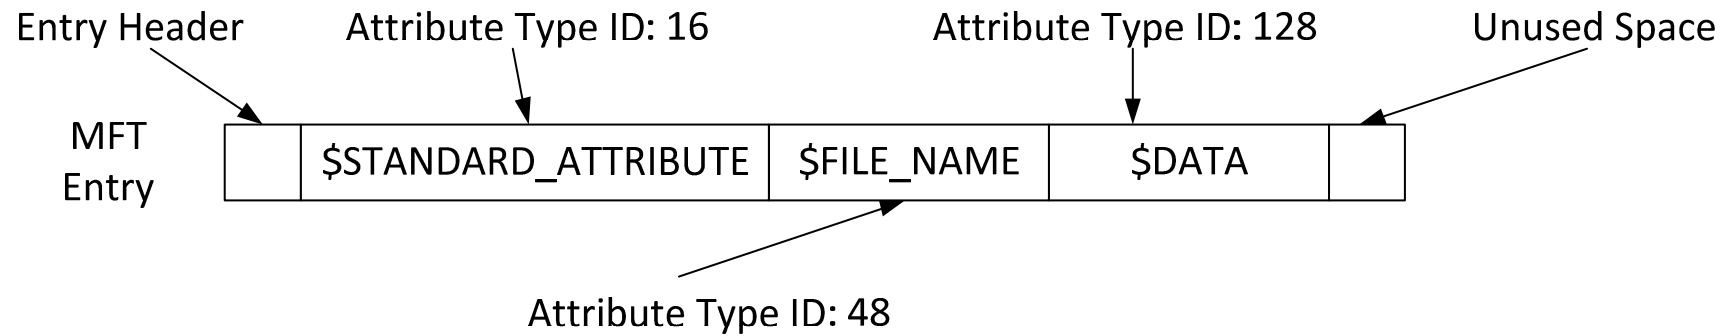 Entry Header
Attribute Type ID: 16
Attribute Type ID: 128
Unused Space
MFT
Entry
$STANDARD_ATTRIBUTE
$FILE_NAME
$DATA
Attribute Type ID: 48